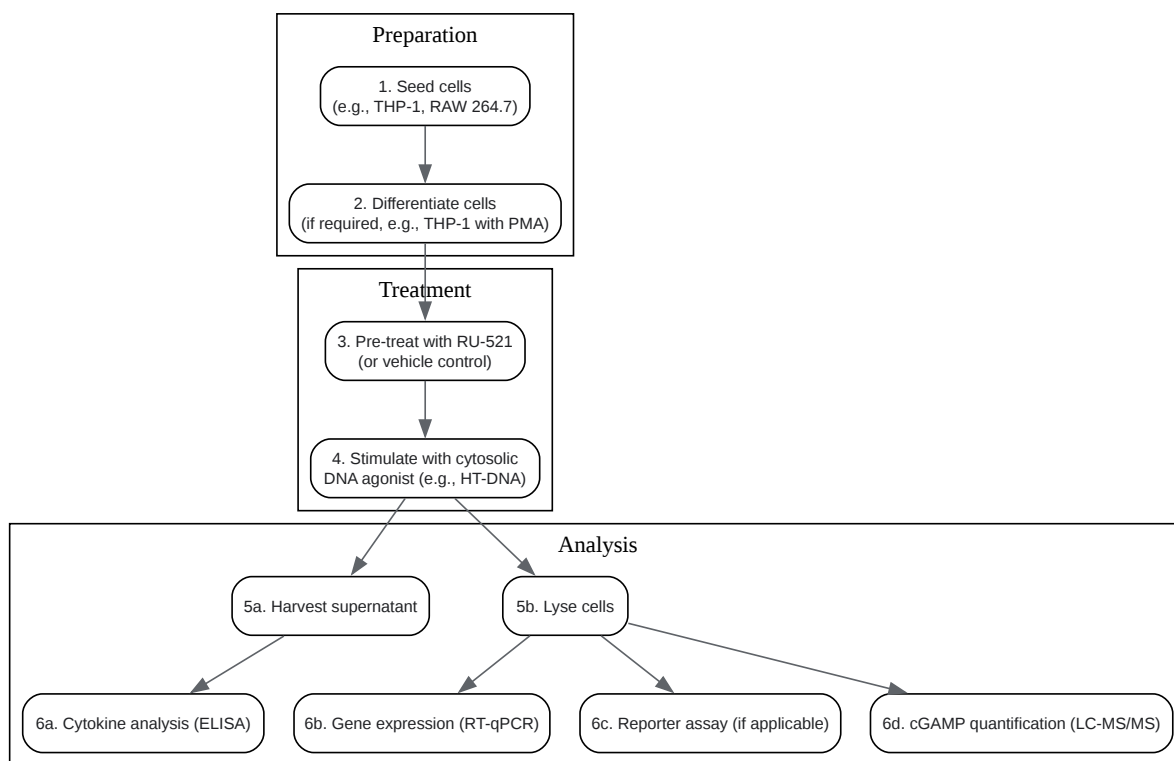 Preparation
1. Seed cells
(e.g., THP-1, RAW 264.7)
2. Differentiate cells
(if required, e.g., THP-1 with PMA)
Treatment
3. Pre-treat with RU-521
(or vehicle control)
4. Stimulate with cytosolic
DNA agonist (e.g., HT-DNA)
Analysis
5a. Harvest supernatant
5b. Lyse cells
6a. Cytokine analysis (ELISA)
6b. Gene expression (RT-qPCR)
6c. Reporter assay (if applicable)
6d. cGAMP quantification (LC-MS/MS)